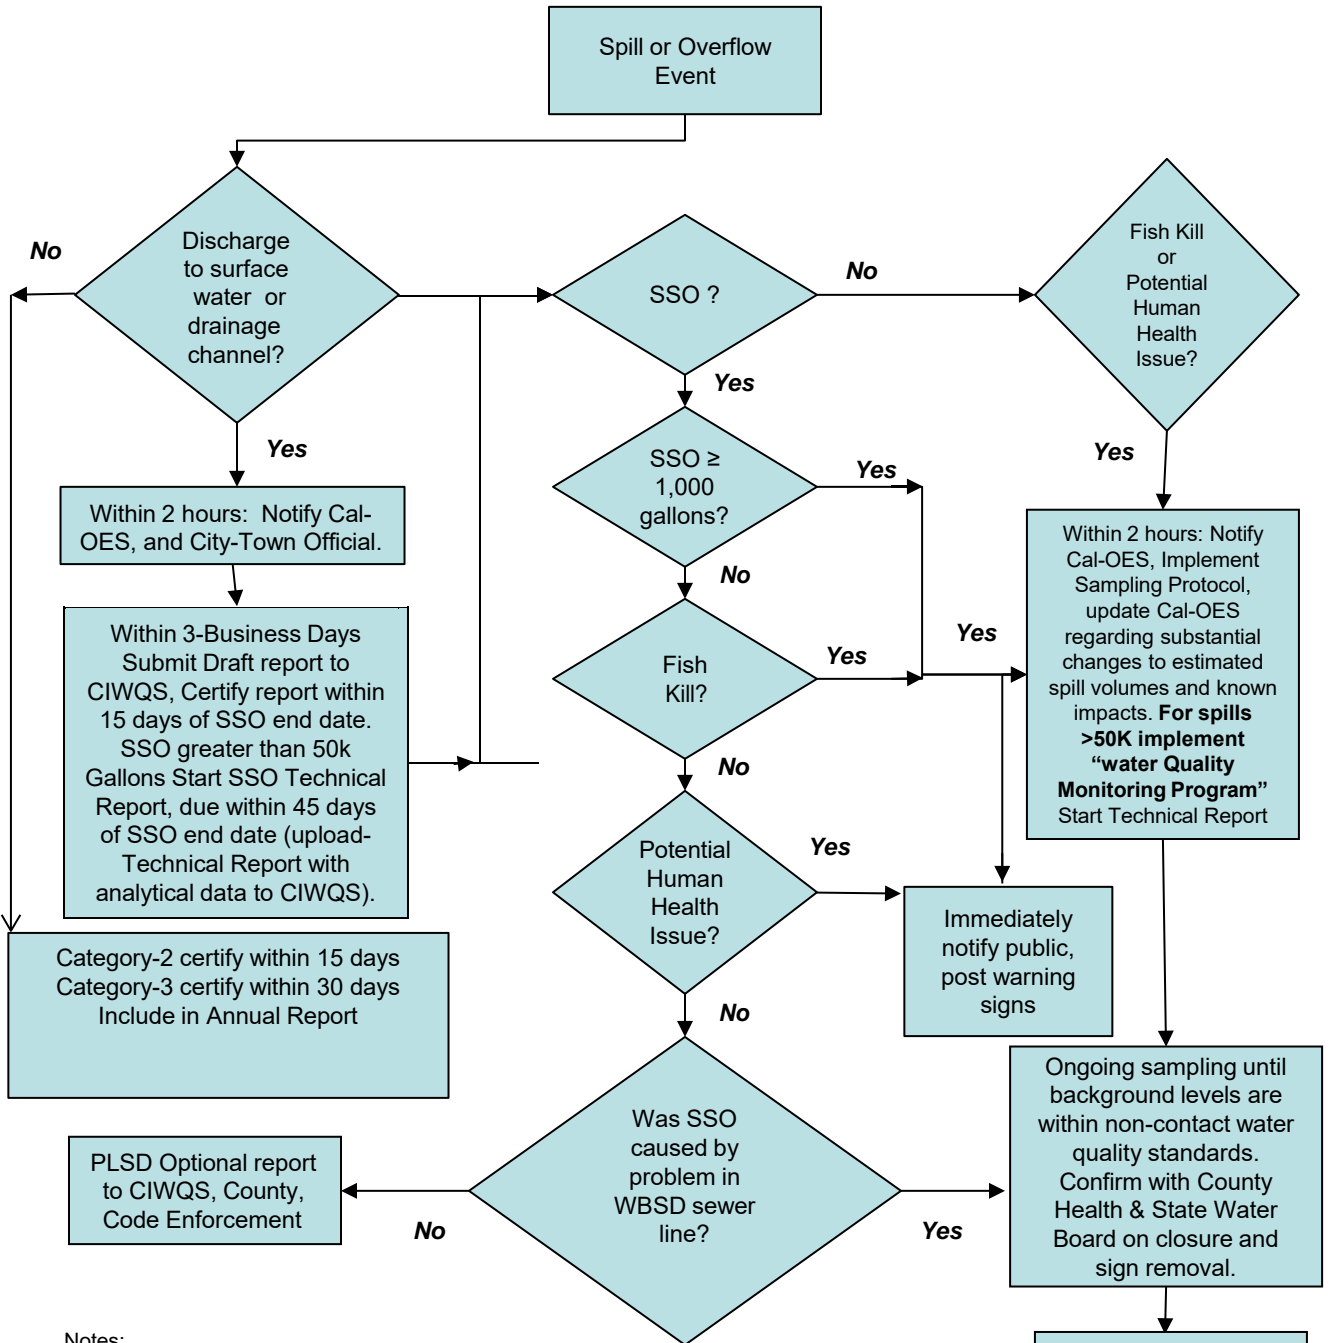 Spill or Overflow
Event
No
Discharge
to surface
water or
drainage
channel?
SSO ?
No
Fish Kill
or
Potential
Human
Health
Issue?
Yes
Yes
SSO ≥
1,000
gallons?
Yes
Yes
Within 2 hours: Notify Cal-
OES, and City-Town Official.
No
Within 2 hours: Notify
Cal-OES, Implement
Sampling Protocol,
update Cal-OES
regarding substantial
changes to estimated
spill volumes and known
impacts. For spills
>50K implement
“water Quality
Monitoring Program”
Start Technical Report
Within 3-Business Days
Submit Draft report to
CIWQS, Certify report within
15 days of SSO end date.
SSO greater than 50k
Gallons Start SSO Technical
Report, due within 45 days
of SSO end date (upload-
Technical Report with
analytical data to CIWQS).
Fish
Kill?
Yes
Yes
No
Potential
Human
Health
Issue?
Yes
Immediately
notify public,
post warning
signs
Category-2 certify within 15 days
Category-3 certify within 30 days
Include in Annual Report
No
Was SSO
caused by
problem in
WBSD sewer
line?
Ongoing sampling until
background levels are
within non-contact water
quality standards.
Confirm with County
Health & State Water
Board on closure and
sign removal.
PLSD Optional report
to CIWQS, County,
Code Enforcement
No
Yes
Notes: